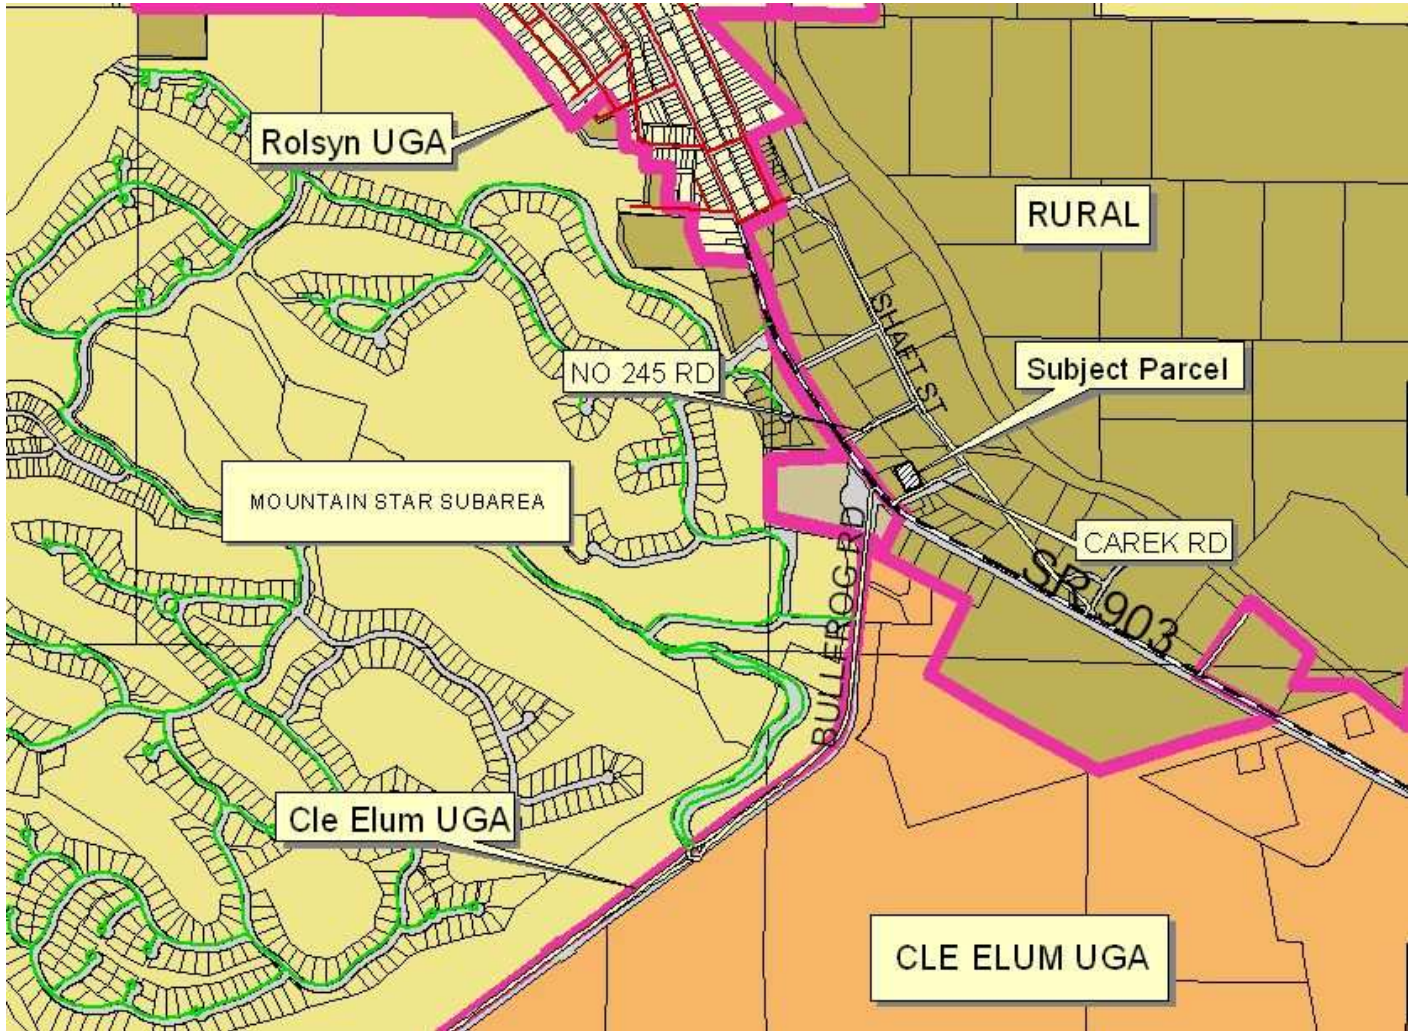 Rolsyn UGA
RURAL
SHAFT ST
NO 245 RD
Subject Parcel
MOUNTAIN STAR SUBAREA
CAREK RD
SR 903
BULLFROG RD
Cle Elum UGA
CLE ELUM UGA